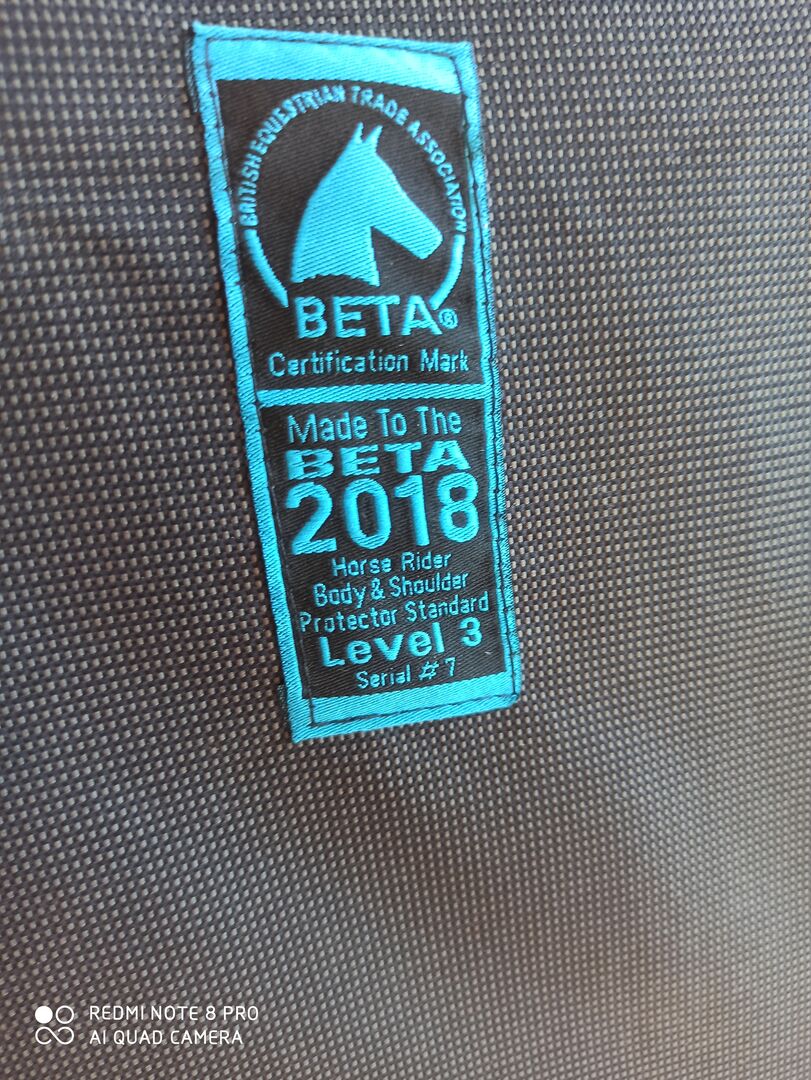 BRITISH EQUESTRIAN TRADE ASSOCIATION
BETA®
Certification Mark
Made To The
BETA
2018
Horse Rider
Body & Shoulder
Protector Standard
Level 3
Serial # 7
REDMI NOTE 8 PRO
AI QUAD CAMERA